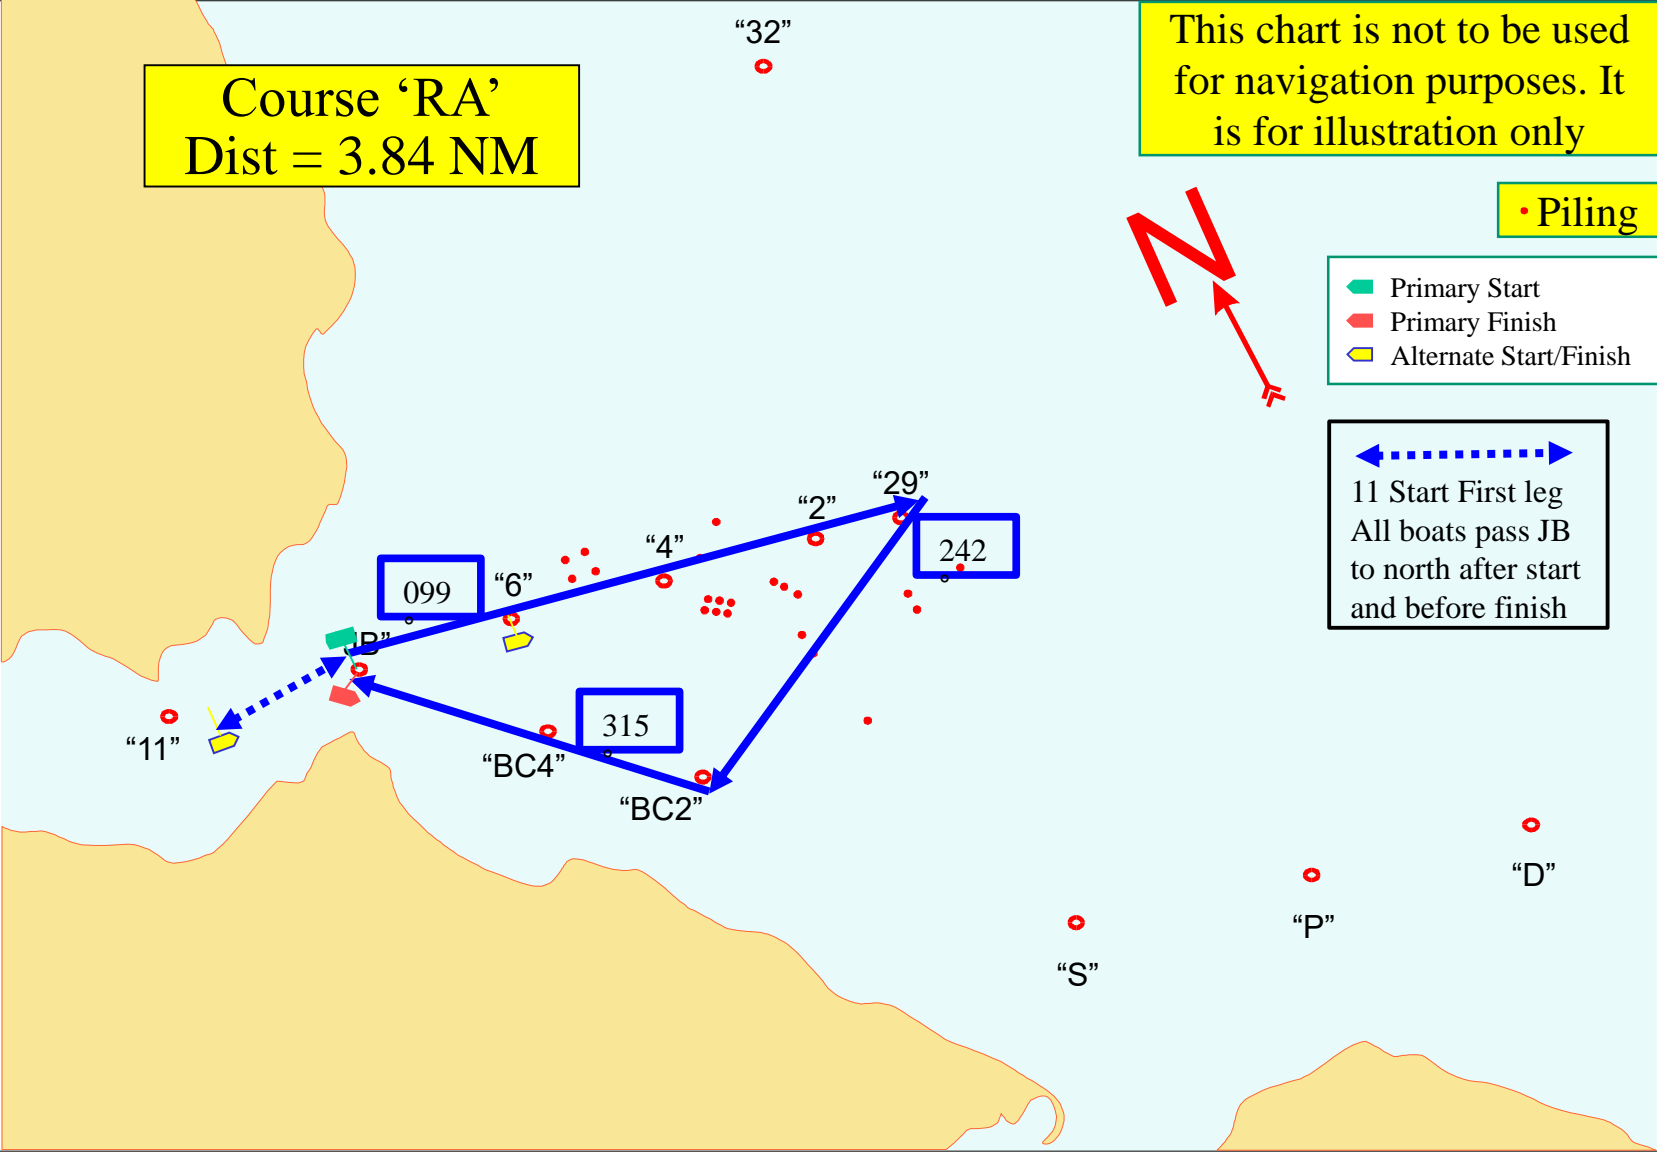 “32”
This chart is not to be used
for navigation purposes. It
is for illustration only
Course ‘RA’
Dist = 3.84 NM
N
Piling
Primary Start
Primary Finish
Alternate Start/Finish
11 Start First leg
All boats pass JB
to north after start
and before finish
“29”
“2”
“4”
“6”
242
099
JB”
“11”
315
“BC4”
“BC2”
“D”
“P”
“S”